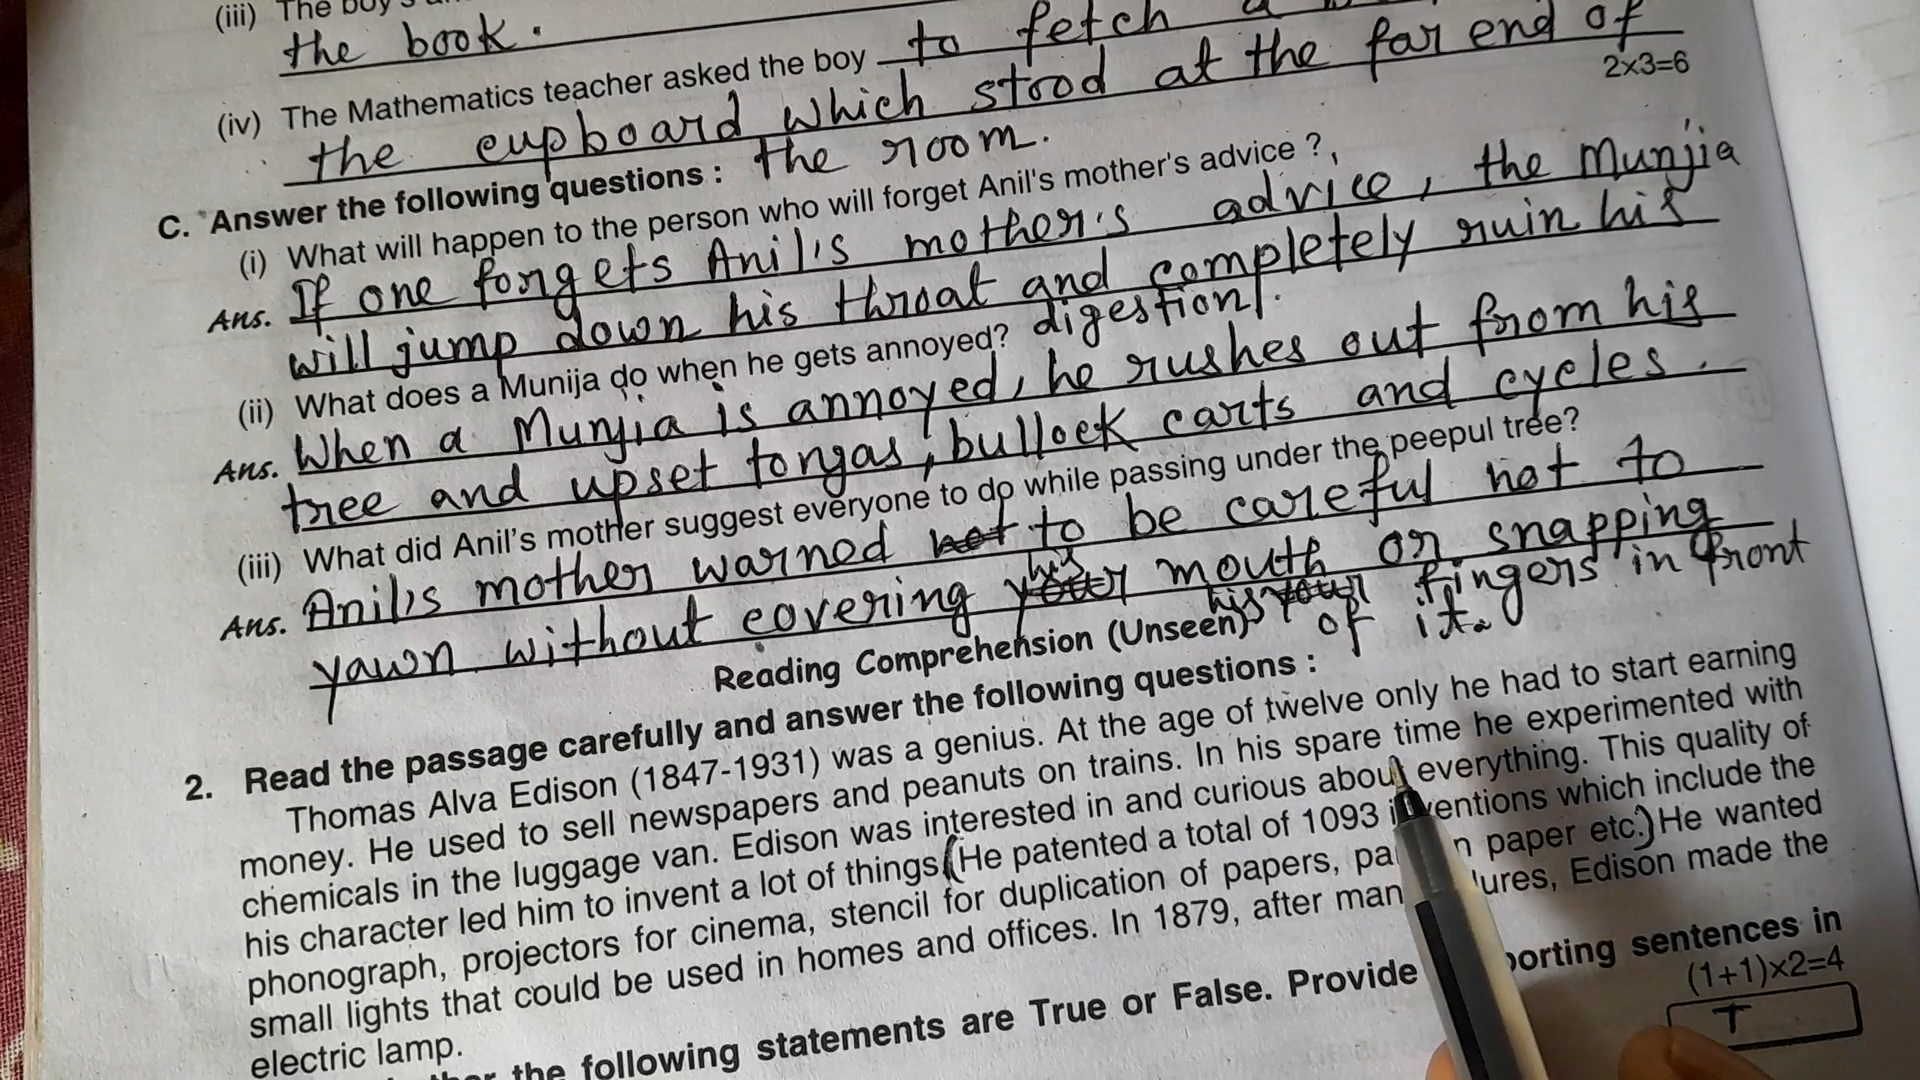 (iii) The boy's
the book.
(iv) The Mathematics teacher asked the boy to fetch a
the cupboard which stood at the far end of
2x3=6
the room.
C. Answer the following questions :
(i) What will happen to the person who will forget Anil's mother's advice ?
Ans. If one forgets Anil's mother's advice, the Munjia
will jump down his throat and completely ruin his
digestion.
(ii) What does a Munija do when he gets annoyed?
Ans. When a Munjia is annoyed, he rushes out from his
tree and upset tongas, bullock carts and cycles.
(iii) What did Anil's mother suggest everyone to do while passing under the peepul tree?
Ans. Anil's mother warned not to be careful not to
yawn without covering your his mouth or snapping
his your fingers in front
of it.
Reading Comprehension (Unseen)
2. Read the passage carefully and answer the following questions :
Thomas Alva Edison (1847-1931) was a genius. At the age of twelve only he had to start earning
money. He used to sell newspapers and peanuts on trains. In his spare time he experimented with
chemicals in the luggage van. Edison was interested in and curious about everything. This quality of
his character led him to invent a lot of things. (He patented a total of 1093 inventions which include the
phonograph, projectors for cinema, stencil for duplication of papers, paper etc.) He wanted
small lights that could be used in homes and offices. In 1879, after many failures, Edison made the
electric lamp.
the following statements are True or False. Provide supporting sentences in
(1+1)x2=4
T